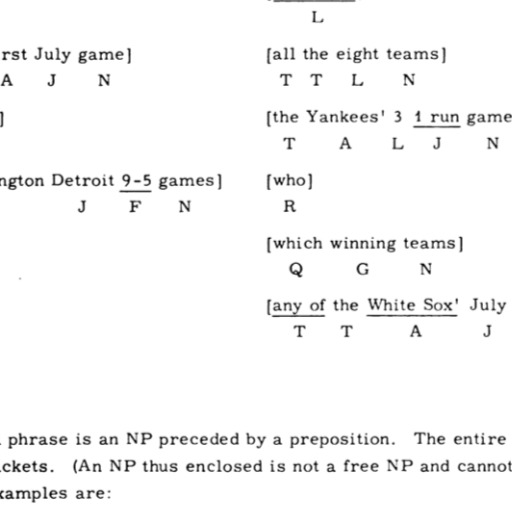 L
rst July game]
A J N
[all the eight teams]
T T L N
]
[the Yankees' 3 1 run game
T A L J N
ngton Detroit 9-5 games]
J F N
[who]
R
[which winning teams]
Q G N
[any of the White Sox' July
T T A J
phrase is an NP preceded by a preposition. The entire
ckets. (An NP thus enclosed is not a free NP and cannot
xamples are: